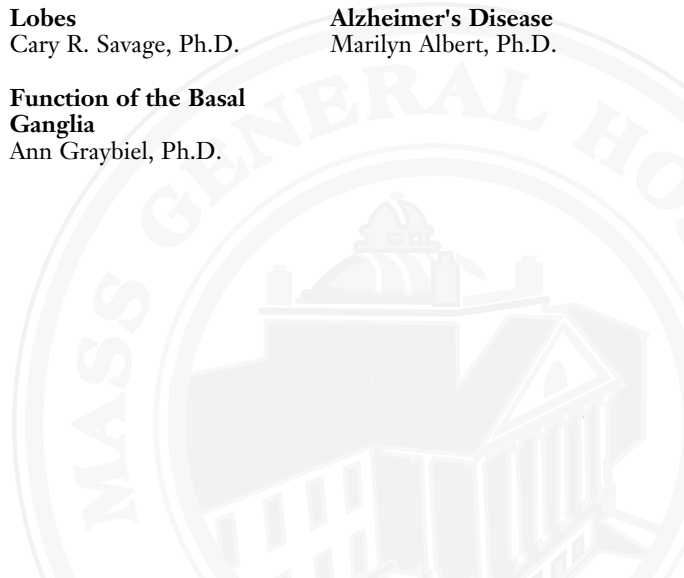 Lobes
Cary R. Savage, Ph.D.
Function of the Basal
Ganglia
Ann Graybiel, Ph.D.
Alzheimer's Disease
Marilyn Albert, Ph.D.
MASS GENERAL HO